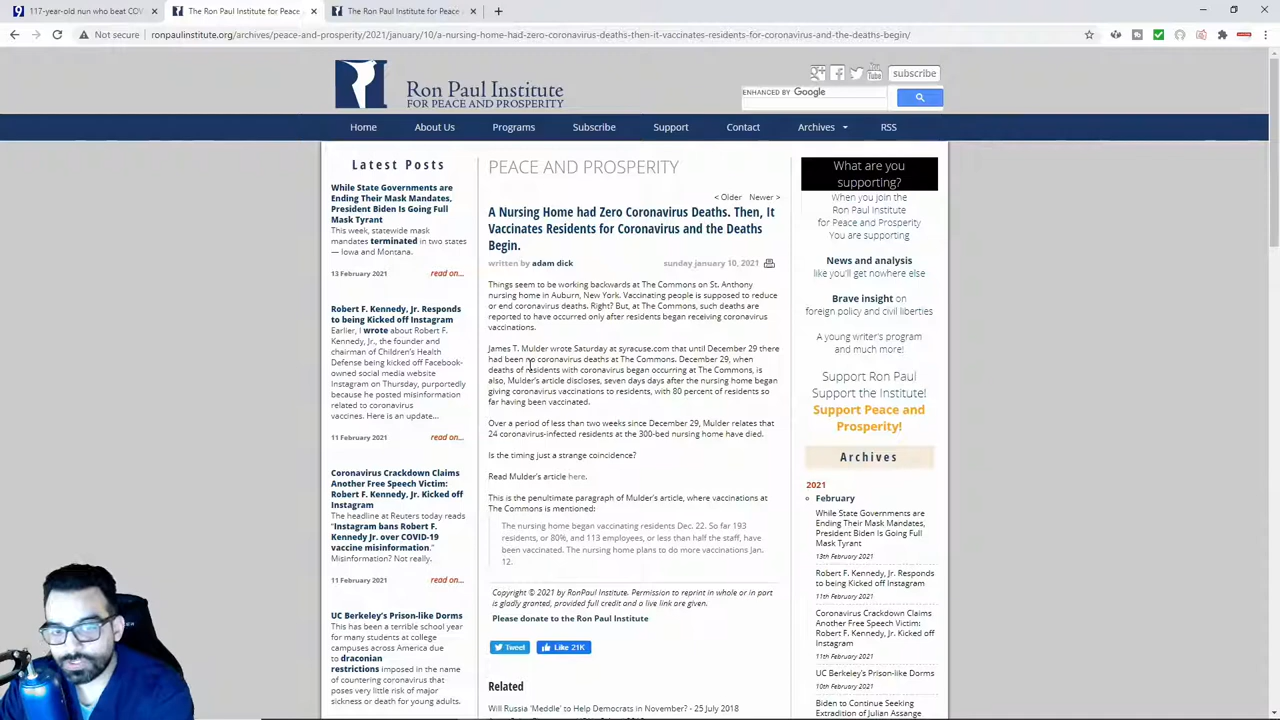 117-year-old nun who beat COV
The Ron Paul Institute for Peace
The Ron Paul Institute for Peace
Not secure
ronpaulinstitute.org/archives/peace-and-prosperity/2021/january/10/a-nursing-home-had-zero-coronavirus-deaths-then-it-vaccinates-residents-for-coronavirus-and-the-deaths-begin/
Ron Paul Institute
FOR PEACE AND PROSPERITY
You Tube
subscribe
ENHANCED BY Google
Home
About Us
Programs
Subscribe
Support
Contact
Archives
RSS
Latest Posts
While State Governments are
Ending Their Mask Mandates,
President Biden Is Going Full
Mask Tyrant
This week, statewide mask
mandates terminated in two states
— Iowa and Montana.
13 February 2021 read on...
Robert F. Kennedy, Jr. Responds
to being Kicked off Instagram
Earlier, I wrote about Robert F.
Kennedy, Jr., the founder and
chairman of Children's Health
Defense being kicked off Facebook-
owned social media website
Instagram on Thursday, purportedly
because he posted misinformation
related to coronavirus
vaccines. Here is an update...
11 February 2021 read on...
Coronavirus Crackdown Claims
Another Free Speech Victim:
Robert F. Kennedy, Jr. Kicked off
Instagram
The headline at Reuters today reads
"Instagram bans Robert F.
Kennedy Jr. over COVID-19
vaccine misinformation."
Misinformation? Not really.
11 February 2021 read on...
UC Berkeley's Prison-like Dorms
This has been a terrible school year
for many students at college
campuses across America due
to draconian
restrictions imposed in the name
of countering coronavirus that
poses very little risk of major
sickness or death for young adults.
PEACE AND PROSPERITY
< Older Newer >
A Nursing Home had Zero Coronavirus Deaths. Then, It
Vaccinates Residents for Coronavirus and the Deaths
Begin.
written by adam dick sunday january 10, 2021
Things seem to be working backwards at The Commons on St. Anthony
nursing home in Auburn, New York. Vaccinating people is supposed to reduce
or end coronavirus deaths. Right? But, at The Commons, such deaths are
reported to have occurred only after residents began receiving coronavirus
vaccinations.
James T. Mulder wrote Saturday at syracuse.com that until December 29 there
had been no coronavirus deaths at The Commons. December 29, when
deaths of residents with coronavirus began occurring at The Commons, is
also, Mulder's article discloses, seven days days after the nursing home began
giving coronavirus vaccinations to residents, with 80 percent of residents so
far having been vaccinated.
Over a period of less than two weeks since December 29, Mulder relates that
24 coronavirus-infected residents at the 300-bed nursing home have died.
Is the timing just a strange coincidence?
Read Mulder's article here.
This is the penultimate paragraph of Mulder's article, where vaccinations at
The Commons is mentioned:
The nursing home began vaccinating residents Dec. 22. So far 193
residents, or 80%, and 113 employees, or less than half the staff, have
been vaccinated. The nursing home plans to do more vaccinations Jan.
12.
Copyright © 2021 by RonPaul Institute. Permission to reprint in whole or in part
is gladly granted, provided full credit and a live link are given.
Please donate to the Ron Paul Institute
Tweet
Like 21K
Related
Will Russia 'Meddle' to Help Democrats in November? - 25 July 2018
What are you
supporting?
When you join the
Ron Paul Institute
for Peace and Prosperity
You are supporting
News and analysis
like you'll get nowhere else
Brave insight on
foreign policy and civil liberties
A young writer's program
and much more!
Support Ron Paul
Support the Institute!
Support Peace and
Prosperity!
Archives
2021
February
While State Governments are
Ending Their Mask Mandates,
President Biden Is Going Full
Mask Tyrant
13th February 2021
Robert F. Kennedy, Jr. Responds
to being Kicked off Instagram
11th February 2021
Coronavirus Crackdown Claims
Another Free Speech Victim:
Robert F. Kennedy, Jr. Kicked off
Instagram
11th February 2021
UC Berkeley's Prison-like Dorms
10th February 2021
Biden to Continue Seeking
Extradition of Julian Assange